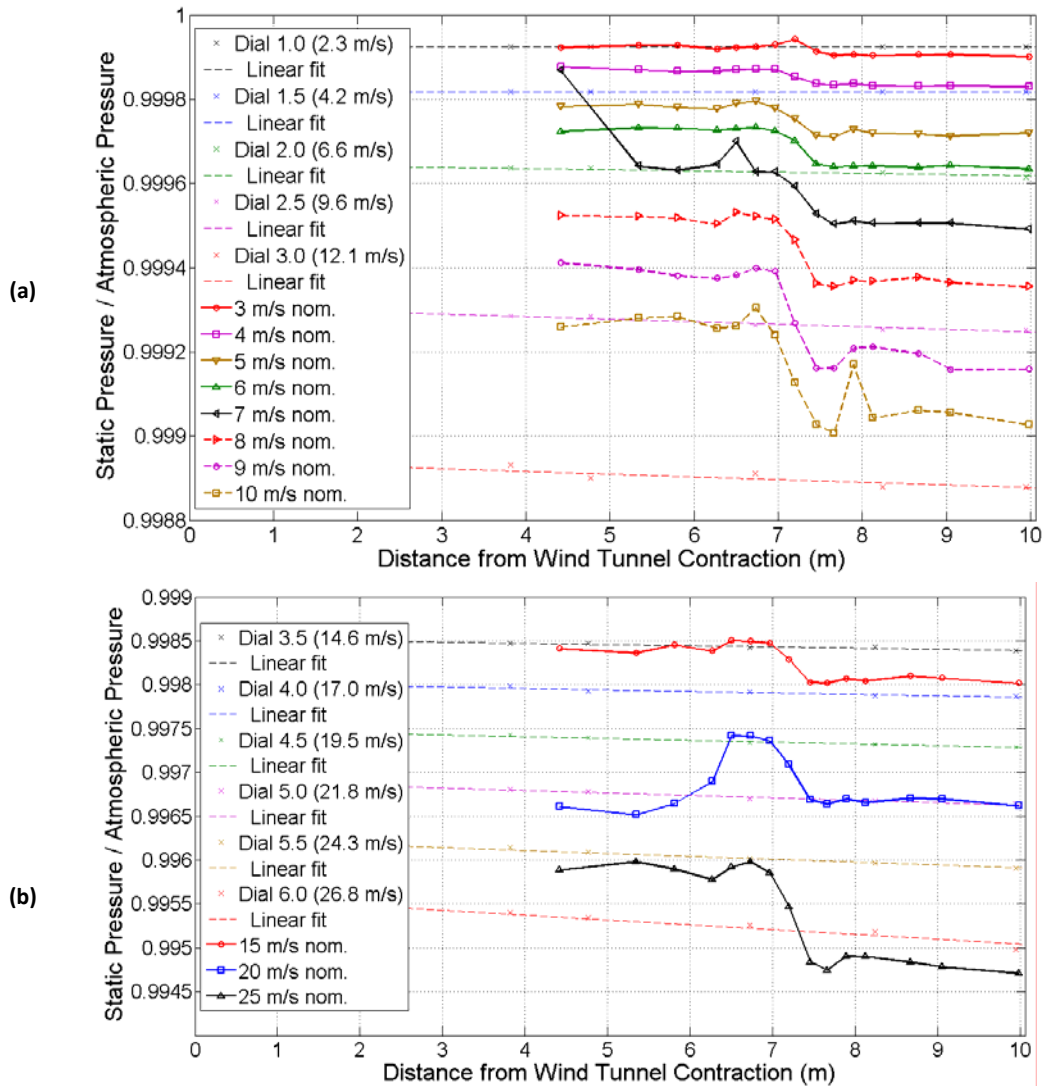 (a)
Static Pressure / Atmospheric Pressure
1
0.9998
0.9996
0.9994
0.9992
0.999
0.9988
Dial 1.0 (2.3 m/s)
Linear fit
Dial 1.5 (4.2 m/s)
Linear fit
Dial 2.0 (6.6 m/s)
Linear fit
Dial 2.5 (9.6 m/s)
Linear fit
Dial 3.0 (12.1 m/s)
Linear fit
3 m/s nom.
4 m/s nom.
5 m/s nom.
6 m/s nom.
7 m/s nom.
8 m/s nom.
9 m/s nom.
10 m/s nom.
0 1 2 3 4 5 6 7 8 9 10
Distance from Wind Tunnel Contraction (m)
(b)
Static Pressure / Atmospheric Pressure
0.999
0.9985
0.998
0.9975
0.997
0.9965
0.996
0.9955
0.995
0.9945
Dial 3.5 (14.6 m/s)
Linear fit
Dial 4.0 (17.0 m/s)
Linear fit
Dial 4.5 (19.5 m/s)
Linear fit
Dial 5.0 (21.8 m/s)
Linear fit
Dial 5.5 (24.3 m/s)
Linear fit
Dial 6.0 (26.8 m/s)
Linear fit
15 m/s nom.
20 m/s nom.
25 m/s nom.
0 1 2 3 4 5 6 7 8 9 10
Distance from Wind Tunnel Contraction (m)